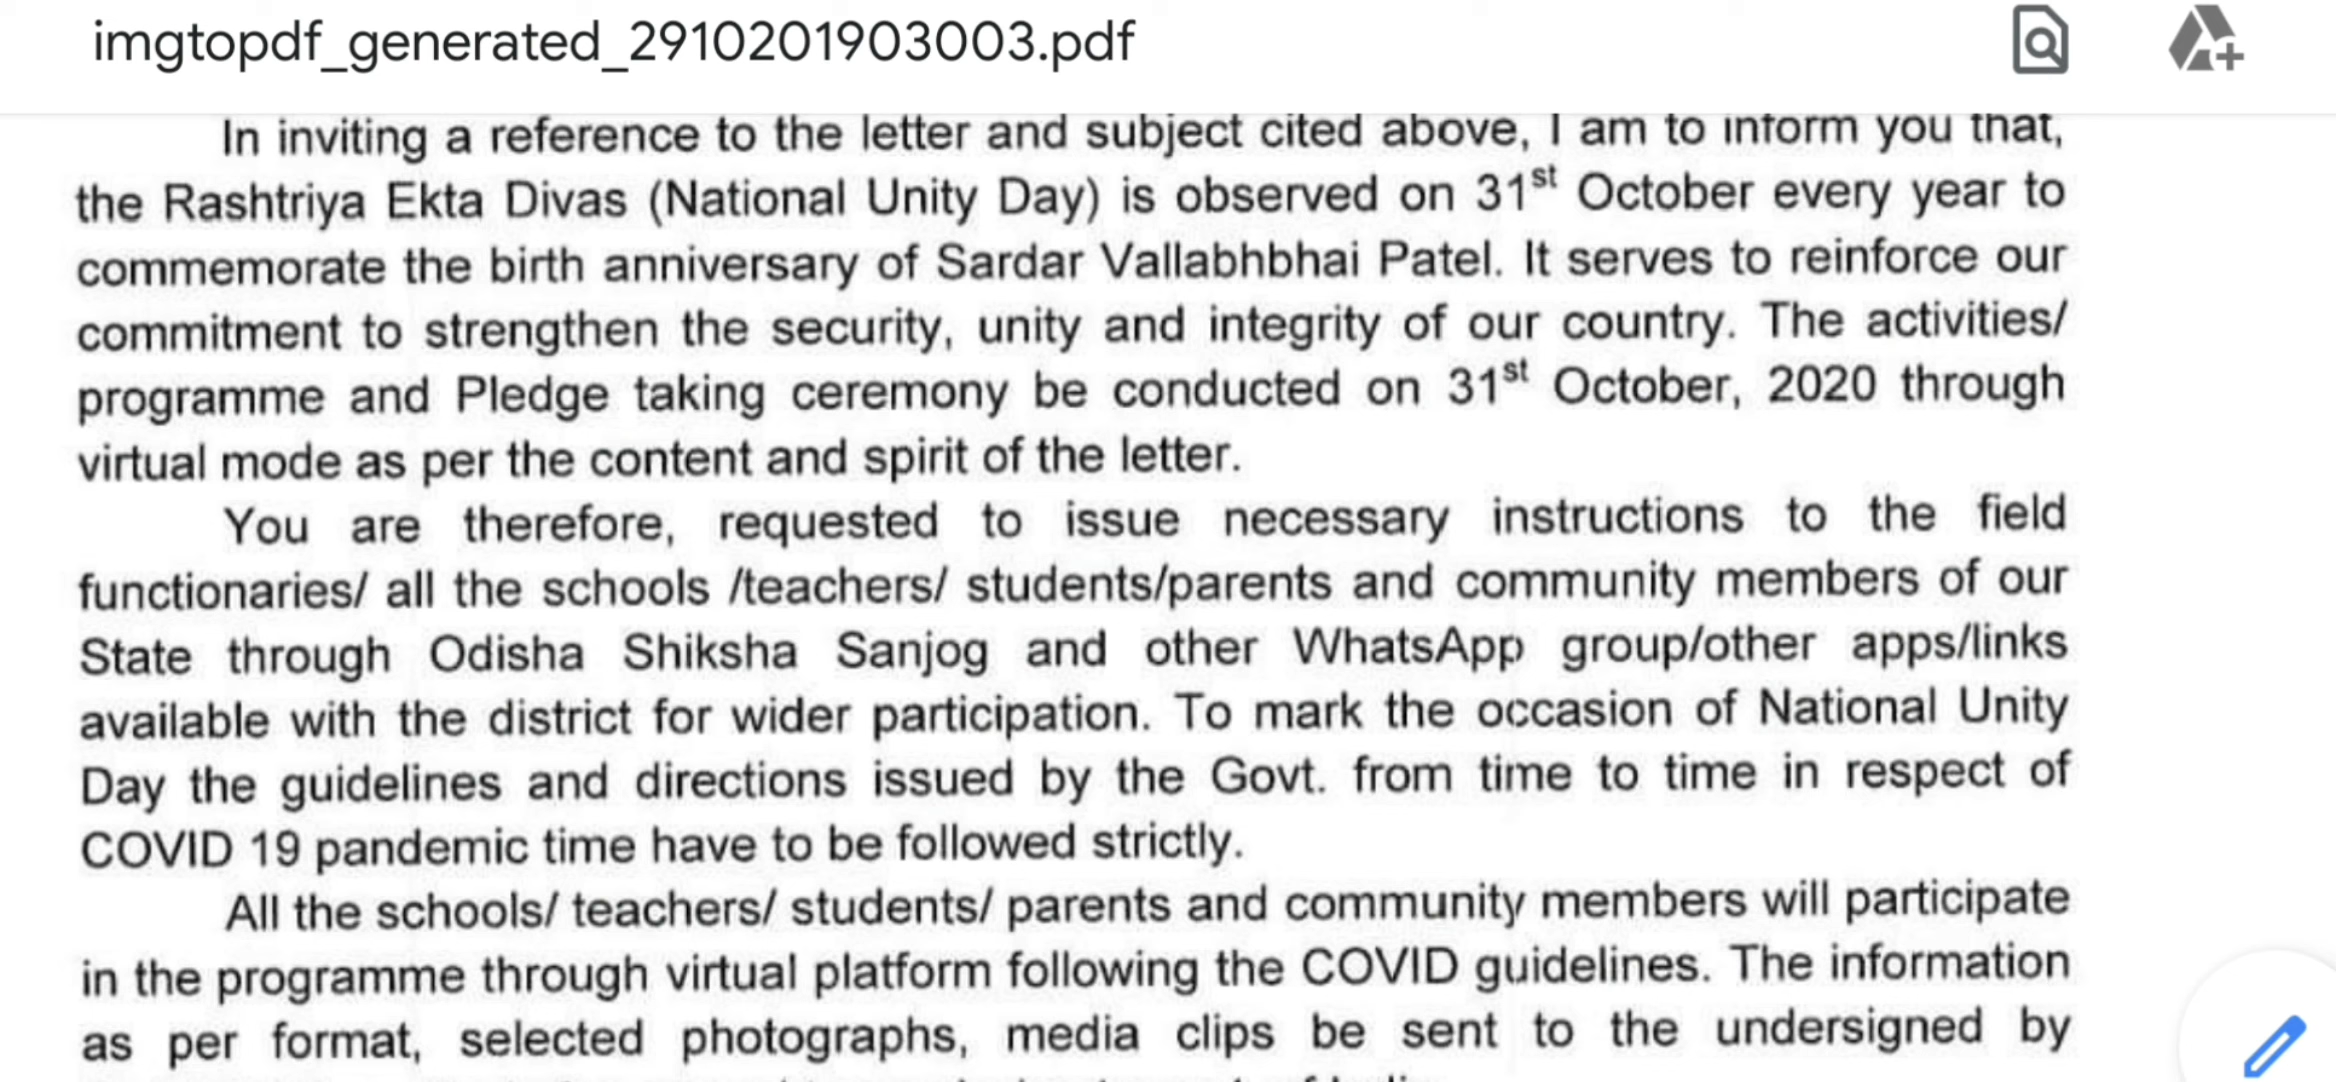 imgtopdf_generated_2910201903003.pdf
In inviting a reference to the letter and subject cited above, I am to inform you that,
the Rashtriya Ekta Divas (National Unity Day) is observed on 31st October every year to
commemorate the birth anniversary of Sardar Vallabhbhai Patel. It serves to reinforce our
commitment to strengthen the security, unity and integrity of our country. The activities/
programme and Pledge taking ceremony be conducted on 31st October, 2020 through
virtual mode as per the content and spirit of the letter.
You are therefore, requested to issue necessary instructions to the field
functionaries/ all the schools /teachers/ students/parents and community members of our
State through Odisha Shiksha Sanjog and other WhatsApp group/other apps/links
available with the district for wider participation. To mark the occasion of National Unity
Day the guidelines and directions issued by the Govt. from time to time in respect of
COVID 19 pandemic time have to be followed strictly.
All the schools/ teachers/ students/ parents and community members will participate
in the programme through virtual platform following the COVID guidelines. The information
as per format, selected photographs, media clips be sent to the undersigned by